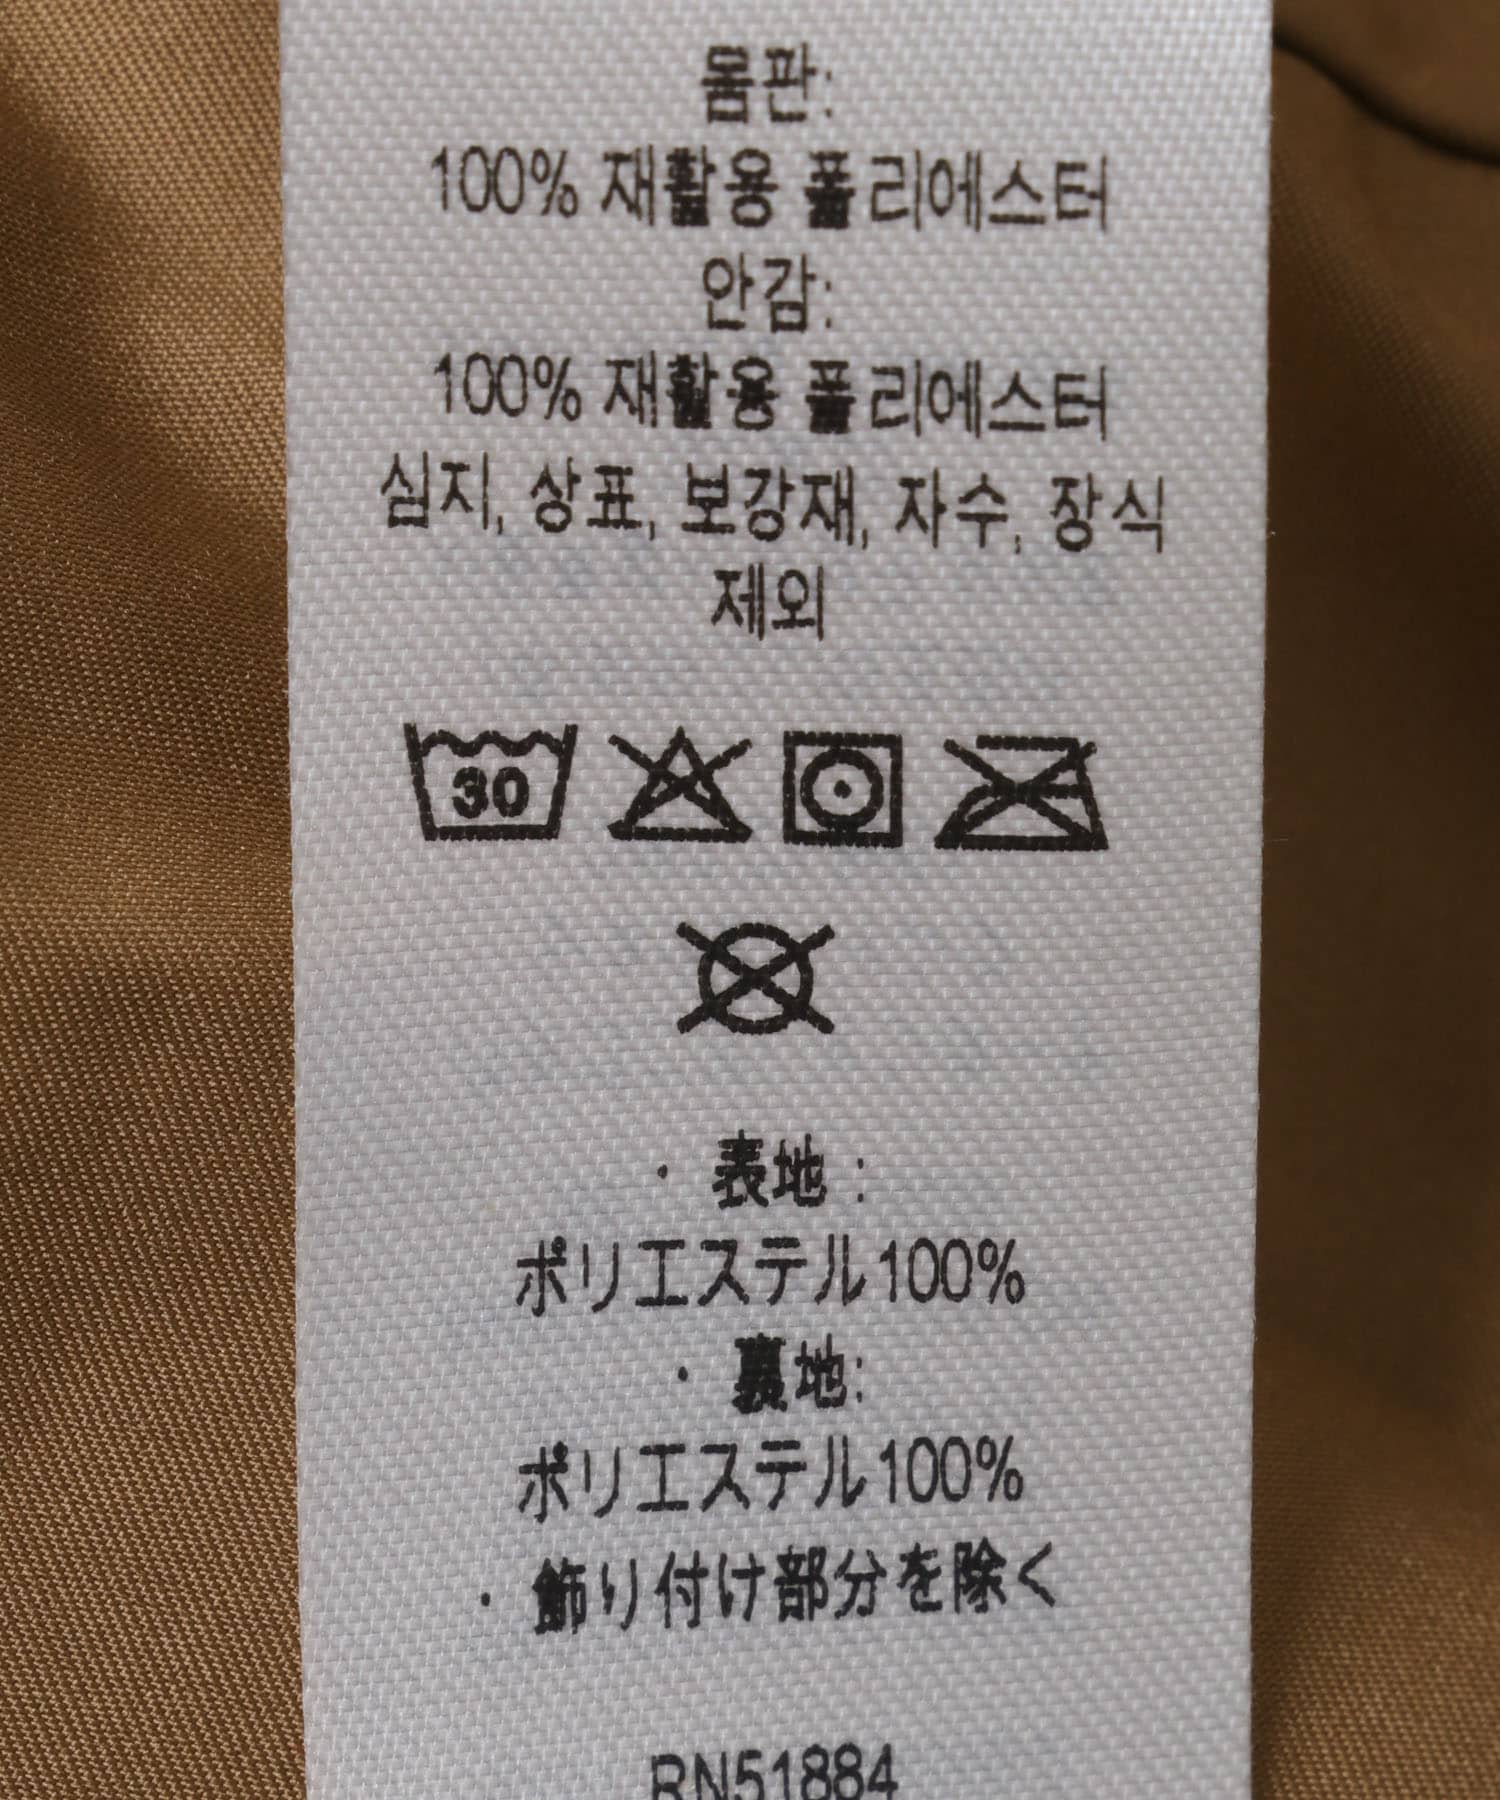 몸판:
100% 재활용 폴리에스터
안감:
100% 재활용 폴리에스터
심지, 상표, 보강재, 자수, 장식
제외
30
・表地：
ポリエステル100%
・裏地:
ポリエステル100%
・飾り付け部分を除く
RN51884